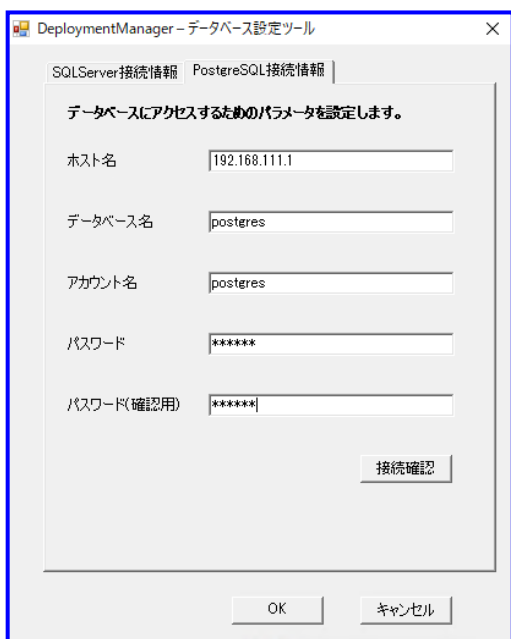 DeploymentManager – データベース設定ツール
SQLServer接続情報 PostgreSQL接続情報
データベースにアクセスするためのパラメータを設定します。
ホスト名 192.168.111.1
データベース名 postgres
アカウント名 postgres
パスワード ******
パスワード(確認用) ******
接続確認
OK キャンセル